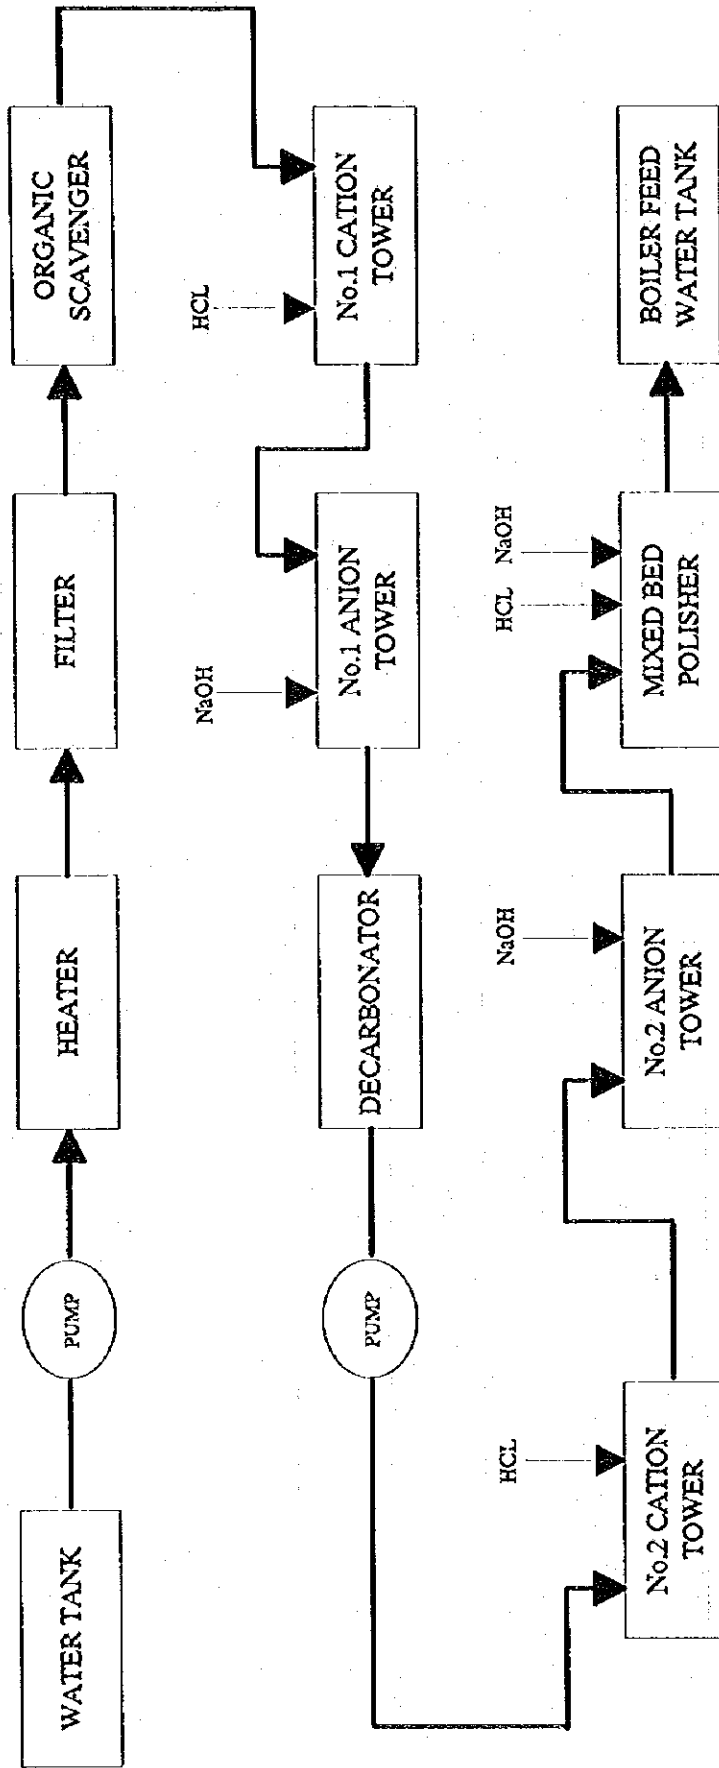 WATER TANK
PUMP
HEATER
FILTER
ORGANIC
SCAVENGER
HCL
No.1 CATION
TOWER
NaOH
No.1 ANION
TOWER
DECARBONATOR
PUMP
HCL
No.2 CATION
TOWER
NaOH
No.2 ANION
TOWER
HCL
NaOH
MIXED BED
POLISHER
BOILER FEED
WATER TANK